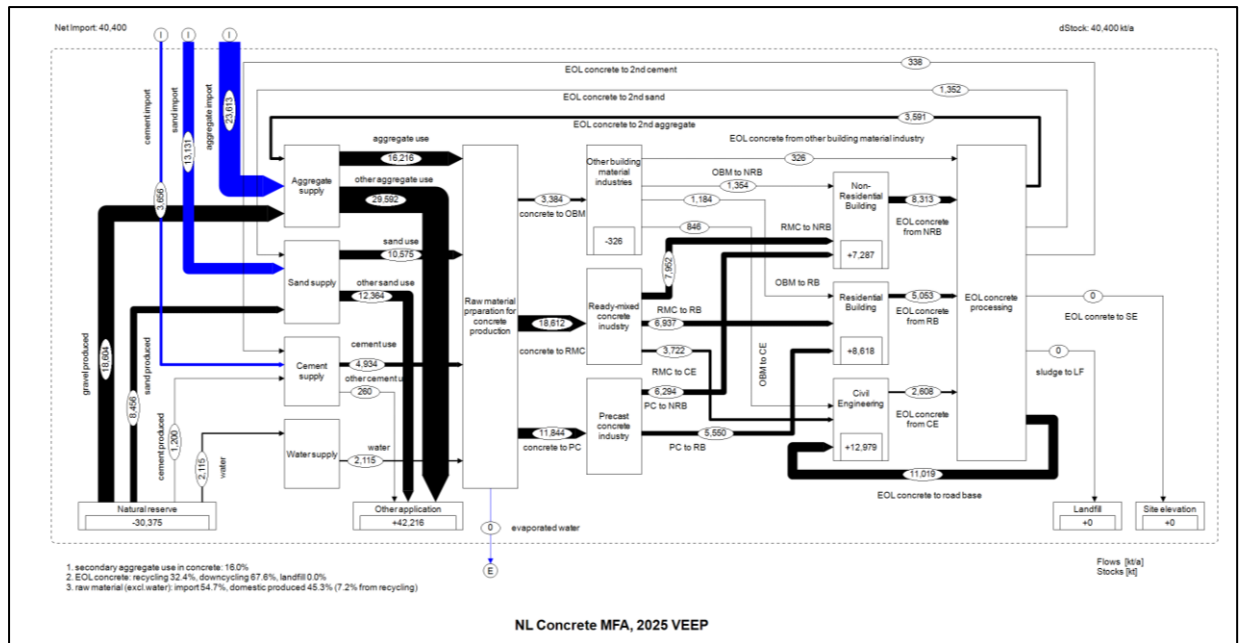 Net Import: 40,400
dStock: 40,400 kt/a
I
I
I
cement import
sand import
aggregate import
3,656
13,131
23,613
338
EOL concrete to 2nd cement
1,352
EOL concrete to 2nd sand
3,591
EOL concrete to 2nd aggregate
EOL concrete from other building material industry
326
aggregate use
16,216
other aggregate use
29,592
Aggregate
supply
sand use
10,575
other sand use
12,364
Sand supply
cement use
4,934
other cement u
260
Cement
supply
water
2,115
Water supply
gravel produced
18,604
sand produced
8,456
cement produced
1,200
water
2,115
Natural reserve
-30,375
Other application
+42,216
Raw material
prparation for
concrete
production
3,384
concrete to OBM
18,612
concrete to RMC
11,844
concrete to PC
0
evaporated water
E
Other building
material
industries
-326
Ready-mixed
concrete
inudstry
Precast
concrete
industry
OBM to NRB
1,354
1,184
846
RMC to NRB
7,952
RMC to RB
6,937
3,722
RMC to CE
6,294
PC to NRB
5,550
PC to RB
OBM to RB
OBM to CE
Non-
Residential
Building
+7,287
Residential
Building
+8,618
Civil
Engineering
+12,979
8,313
EOL concrete
from NRB
5,053
EOL concrete
from RB
2,608
EOL concrete
from CE
EOL concrete
processing
11,019
EOL concrete to road base
0
EOL conrete to SE
0
sludge to LF
Landfill
+0
Site elevation
+0
1. secondary aggregate use in concrete: 16.0%
2. EOL concrete: recycling 32.4%, downcycling 67.6%, landfill 0.0%
3. raw material (excl.water): import 54.7%, domestic produced 45.3% (7.2% from recycling)
Flows [kt/a]
Stocks [kt]
NL Concrete MFA, 2025 VEEP